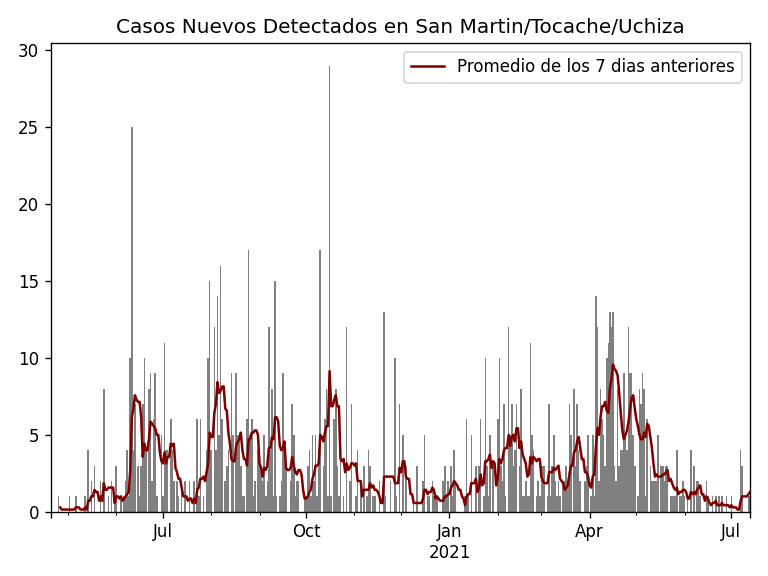 Casos Nuevos Detectados en San Martin/Tocache/Uchiza
Promedio de los 7 dias anteriores
30
25
20
15
10
5
0
Jul
Oct
Jan
Apr
Jul
2021